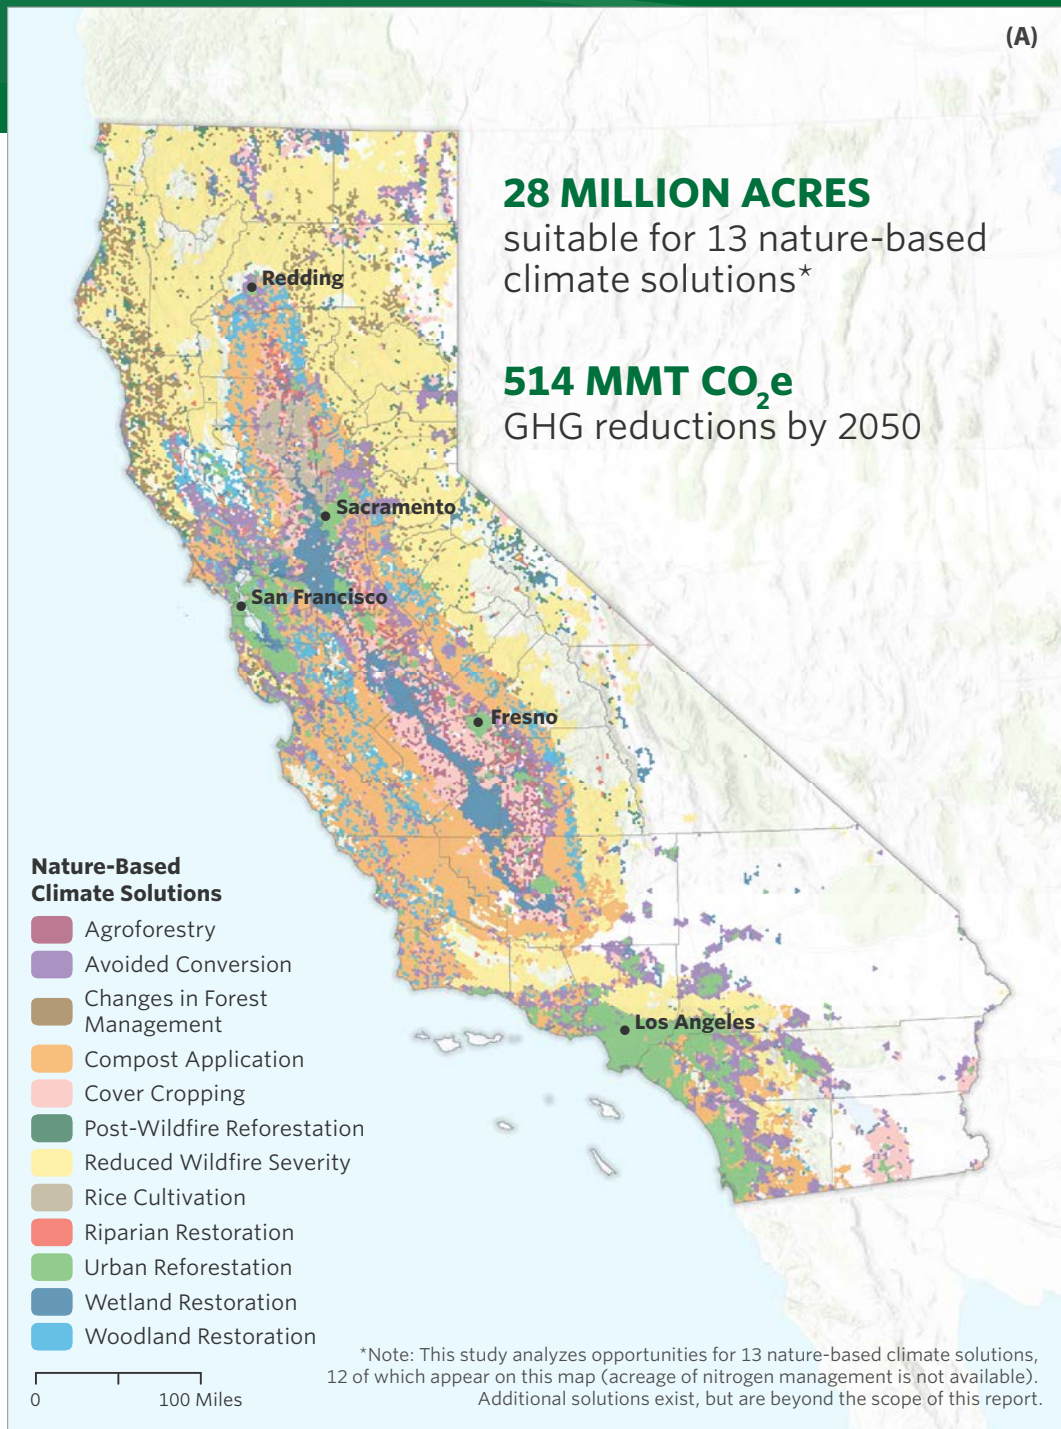 (A)
28 MILLION ACRES
suitable for 13 nature-based
climate solutions*
514 MMT CO₂e
GHG reductions by 2050
Redding
Sacramento
San Francisco
Fresno
Los Angeles
Nature-Based
Climate Solutions
Agroforestry
Avoided Conversion
Changes in Forest
Management
Compost Application
Cover Cropping
Post-Wildfire Reforestation
Reduced Wildfire Severity
Rice Cultivation
Riparian Restoration
Urban Reforestation
Wetland Restoration
Woodland Restoration
0 100 Miles
*Note: This study analyzes opportunities for 13 nature-based climate solutions,
12 of which appear on this map (acreage of nitrogen management is not available).
Additional solutions exist, but are beyond the scope of this report.